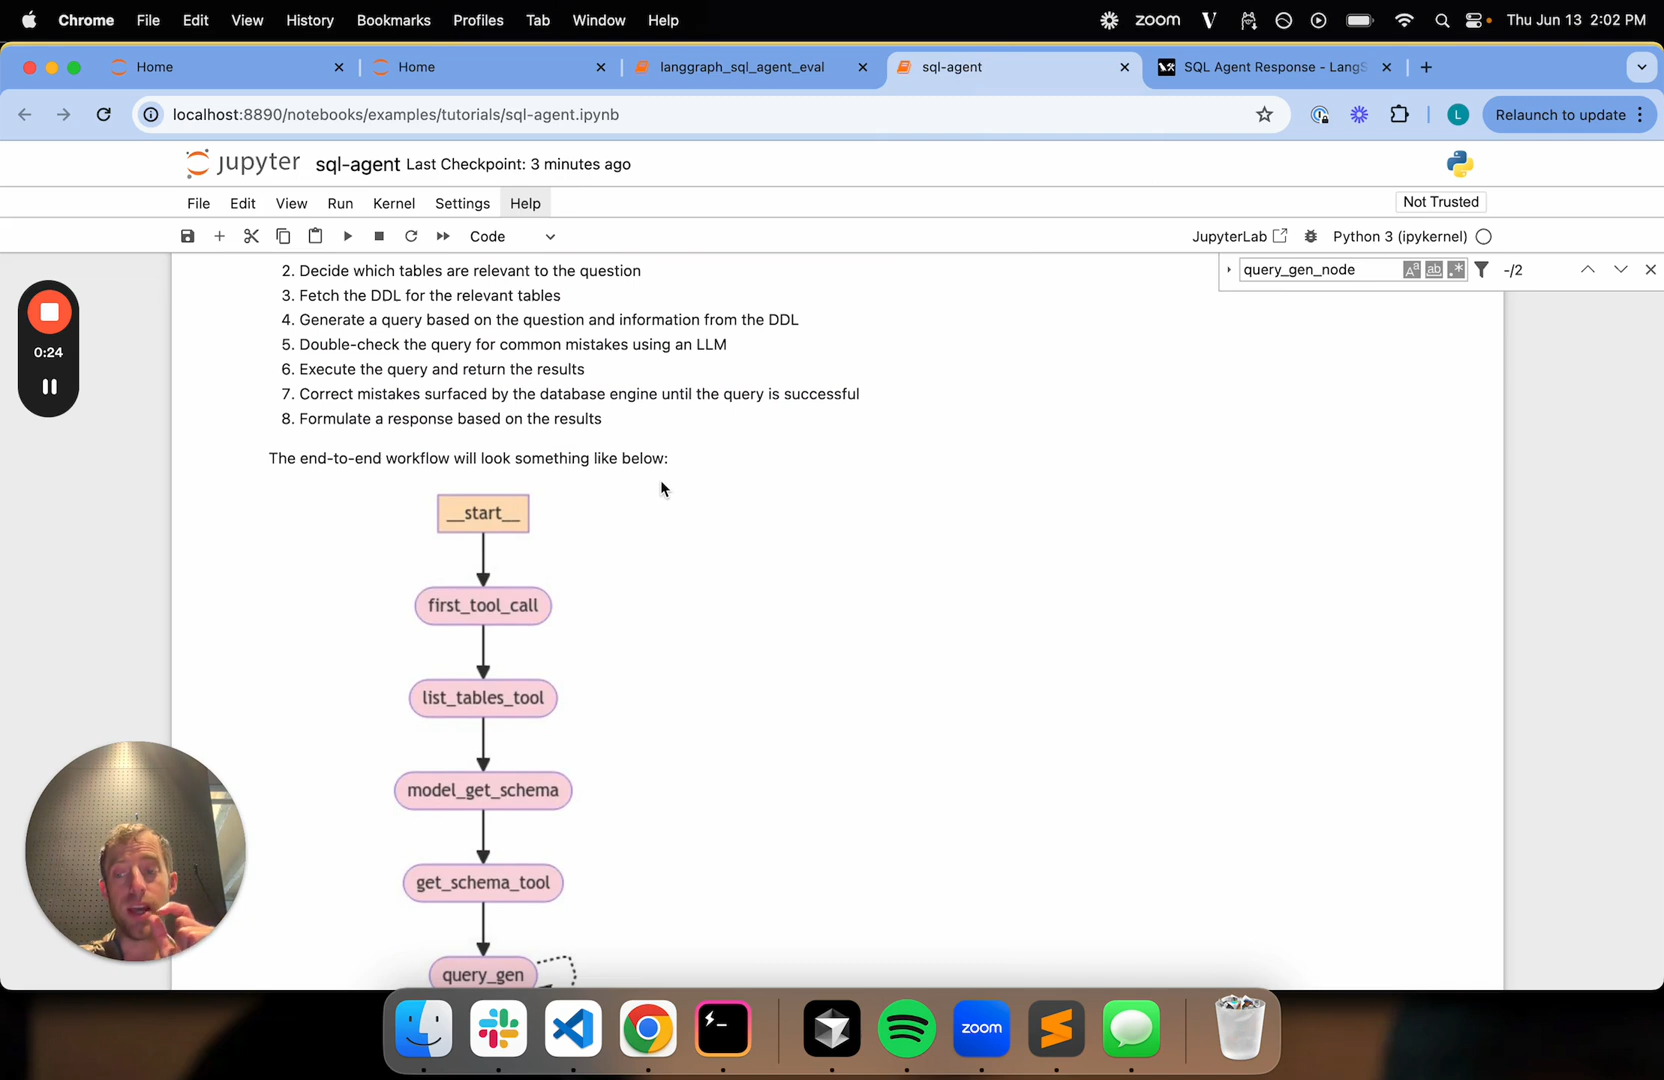 Chrome File Edit View History Bookmarks Profiles Tab Window Help zoom Thu Jun 13 2:02 PM
Home Home langgraph_sql_agent_eval sql-agent SQL Agent Response - LangS
localhost:8890/notebooks/examples/tutorials/sql-agent.ipynb L Relaunch to update
jupyter sql-agent Last Checkpoint: 3 minutes ago
File Edit View Run Kernel Settings Help Not Trusted
Code JupyterLab Python 3 (ipykernel)
query_gen_node Aa ab .* -/2
2. Decide which tables are relevant to the question
3. Fetch the DDL for the relevant tables
4. Generate a query based on the question and information from the DDL
5. Double-check the query for common mistakes using an LLM
6. Execute the query and return the results
7. Correct mistakes surfaced by the database engine until the query is successful
8. Formulate a response based on the results
0:24
The end-to-end workflow will look something like below:
__start__
first_tool_call
list_tables_tool
model_get_schema
get_schema_tool
query_gen
zoom